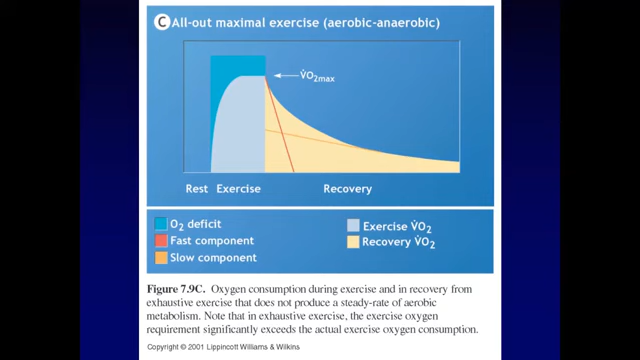 C All-out maximal exercise (aerobic-anaerobic)
V̇O2max
Rest Exercise Recovery
O2 deficit
Fast component
Slow component
Exercise V̇O2
Recovery V̇O2
Figure 7.9C. Oxygen consumption during exercise and in recovery from
exhaustive exercise that does not produce a steady-rate of aerobic
metabolism. Note that in exhaustive exercise, the exercise oxygen
requirement significantly exceeds the actual exercise oxygen consumption.
Copyright © 2001 Lippincott Williams & Wilkins